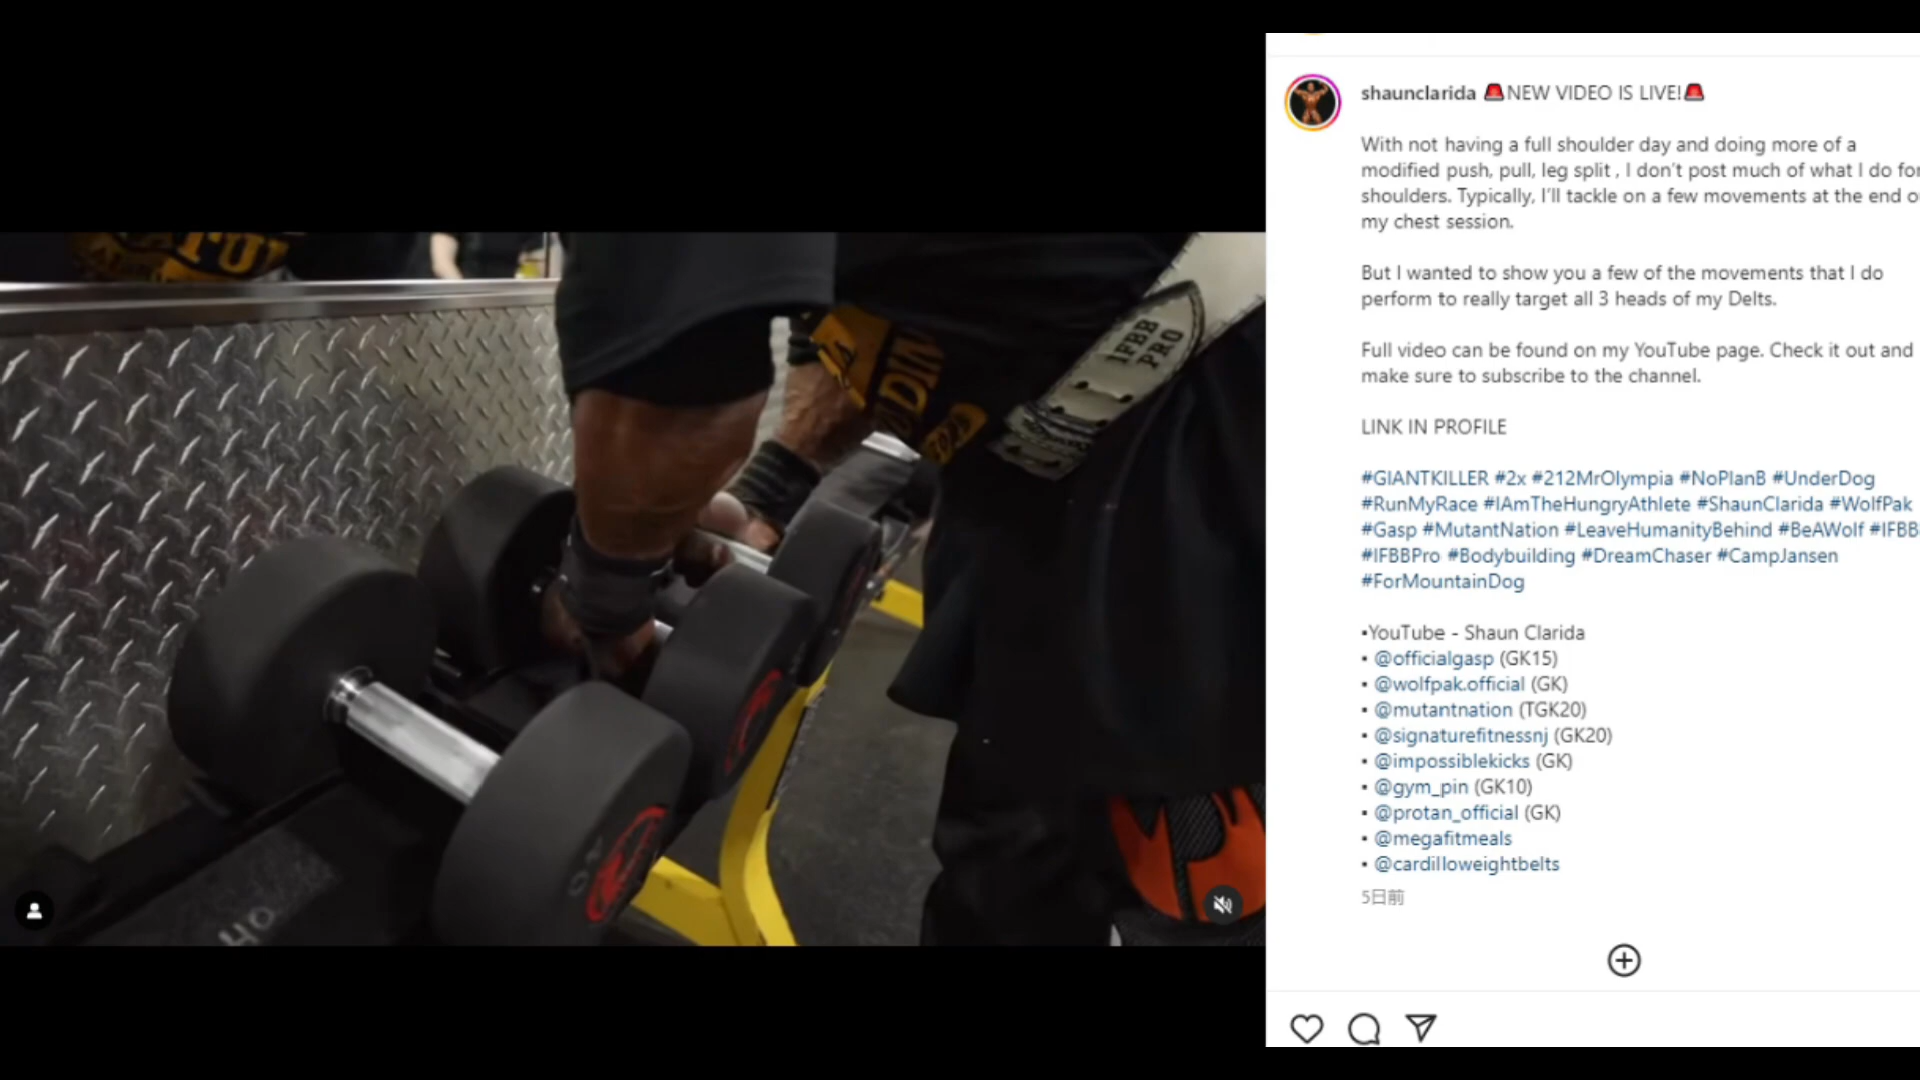 shaunclarida 🚨NEW VIDEO IS LIVE!🚨
With not having a full shoulder day and doing more of a
modified push, pull, leg split , I don't post much of what I do for
shoulders. Typically, I'll tackle on a few movements at the end o
my chest session.
But I wanted to show you a few of the movements that I do
perform to really target all 3 heads of my Delts.
Full video can be found on my YouTube page. Check it out and
make sure to subscribe to the channel.
LINK IN PROFILE
#GIANTKILLER #2x #212MrOlympia #NoPlanB #UnderDog
#RunMyRace #IAmTheHungryAthlete #ShaunClarida #WolfPak
#Gasp #MutantNation #LeaveHumanityBehind #BeAWolf #IFBB
#IFBBPro #Bodybuilding #DreamChaser #CampJansen
#ForMountainDog
▪YouTube - Shaun Clarida
▪ @officialgasp (GK15)
▪ @wolfpak.official (GK)
▪ @mutantnation (TGK20)
▪ @signaturefitnessnj (GK20)
▪ @impossiblekicks (GK)
▪ @gym_pin (GK10)
▪ @protan_official (GK)
▪ @megafitmeals
▪ @cardilloweightbelts
5日前
IFBB
PRO
40